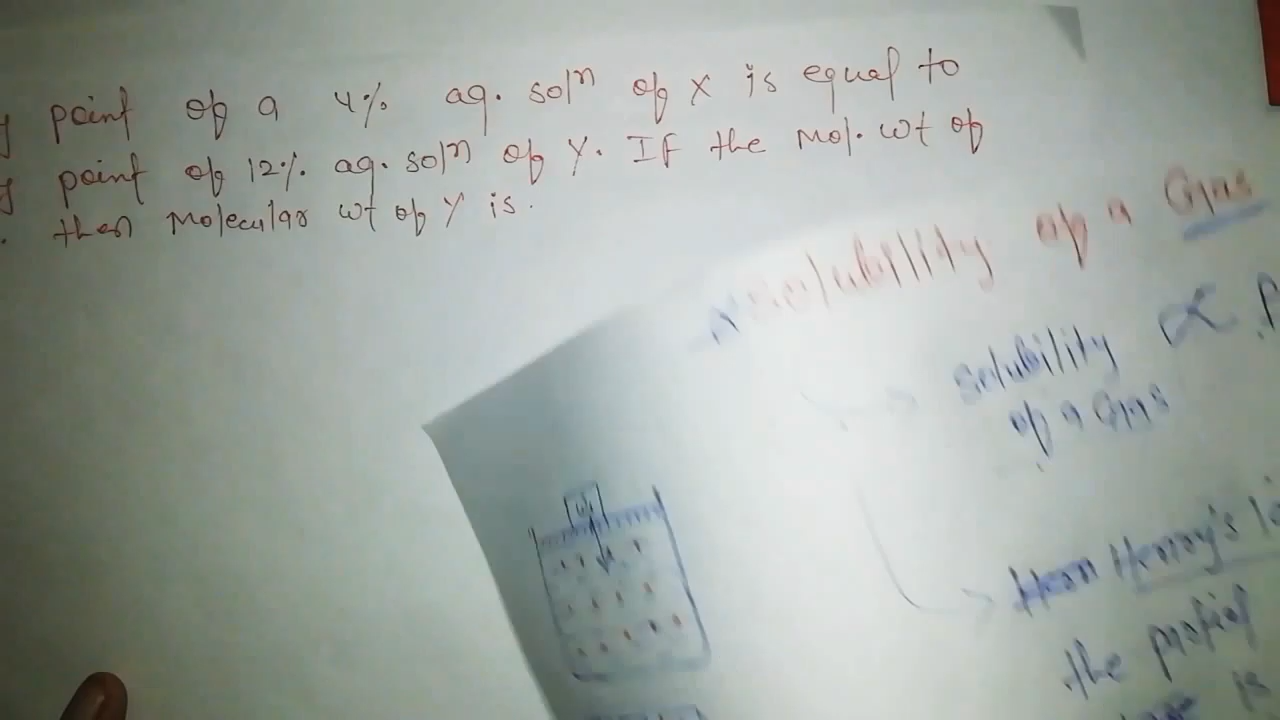 point of a 4% aq. solⁿ of X is equal to
point of 12% aq. solⁿ of Y. If the Mol. wt of
then Molecular wt of Y is.
solubility of a Gas
solubility ∝
of a Gas
Henry's
the
is